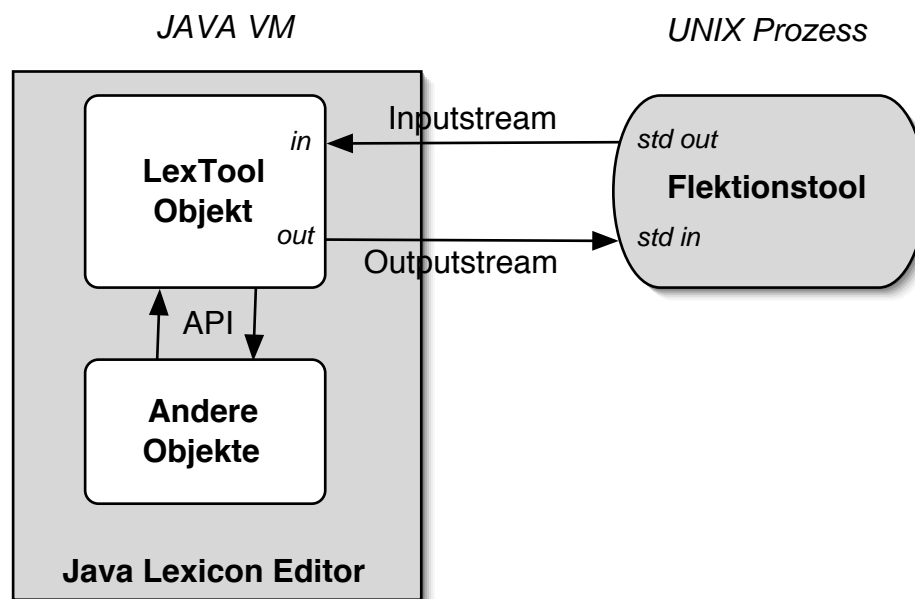 JAVA VM
UNIX Prozess
in
LexTool
Objekt
out
Inputstream
Outputstream
std out
Flektionstool
std in
API
Andere
Objekte
Java Lexicon Editor